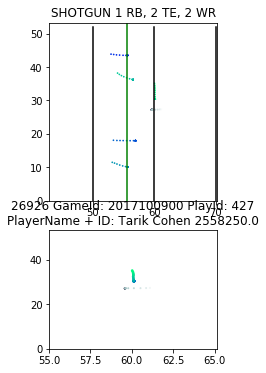 SHOTGUN 1 RB, 2 TE, 2 WR
50
40
30
20
10
0
50 60 70
26926 GameId: 2017100900 PlayId: 427
PlayerName + ID: Tarik Cohen 2558250.0
40
20
0
55.0 57.5 60.0 62.5 65.0